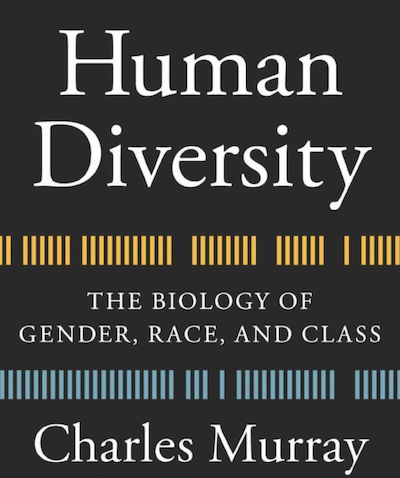 Human
Diversity
THE BIOLOGY OF
GENDER, RACE, AND CLASS
Charles Murray